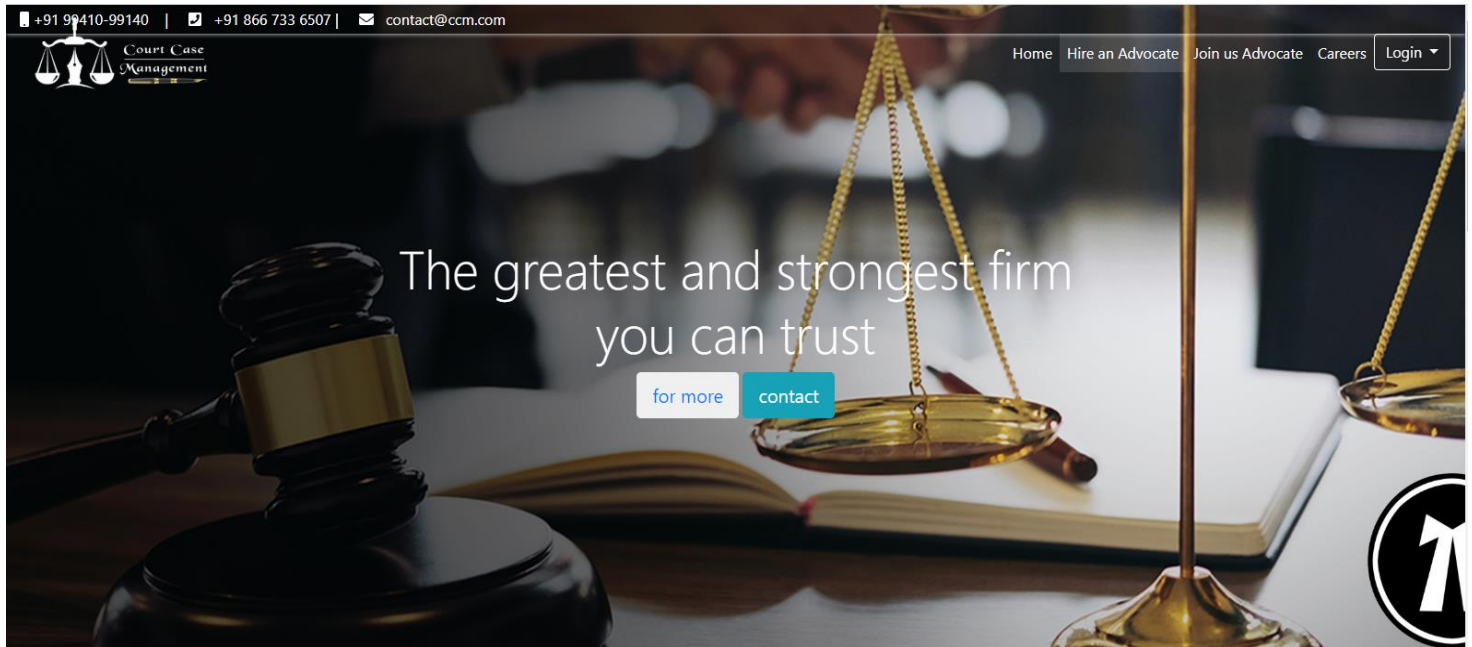 +91 99410-99140 | +91 866 733 6507 | contact@ccm.com
Court Case
Management
Home Hire an Advocate Join us Advocate Careers Login
The greatest and strongest firm
you can trust
for more contact